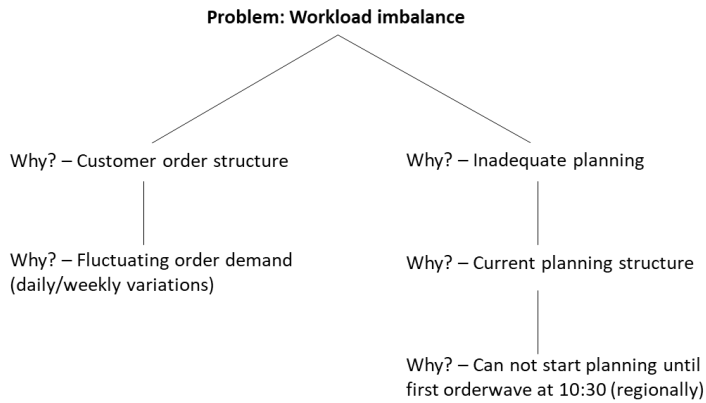 Problem: Workload imbalance
Why? – Customer order structure
Why? – Inadequate planning
Why? – Fluctuating order demand
(daily/weekly variations)
Why? – Current planning structure
Why? – Can not start planning until
first orderwave at 10:30 (regionally)